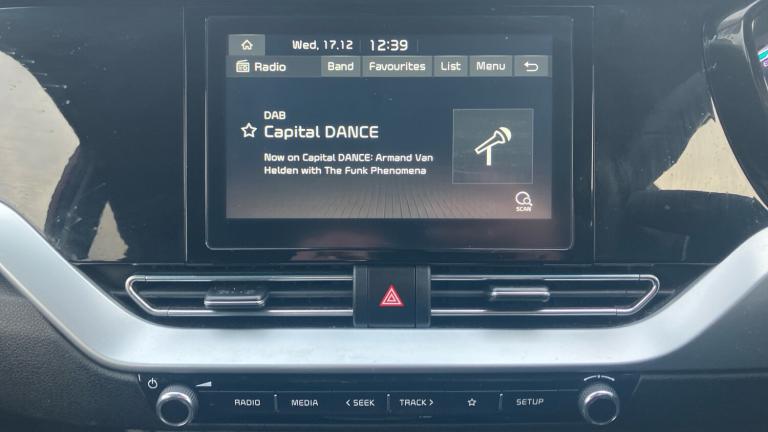 Wed, 17.12 12:39
Radio Band Favourites List Menu
DAB
Capital DANCE
Now on Capital DANCE: Armand Van
Helden with The Funk Phenomena
SCAN
RADIO MEDIA < SEEK TRACK > SETUP